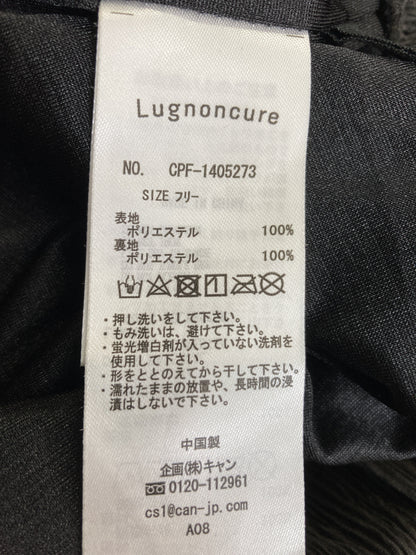 Lugnoncure
NO. CPF-1405273
SIZE フリー
表地
ポリエステル 100%
裏地
ポリエステル 100%
・押し洗いをして下さい。
・もみ洗いは、避けて下さい。
・蛍光増白剤が入っていない洗剤を
使用して下さい。
・形をととのえてから干して下さい。
・濡れたままの放置や、長時間の浸
漬はしないで下さい。
中国製
企画(株)キャン
0120-112961
cs1@can-jp.com
A08